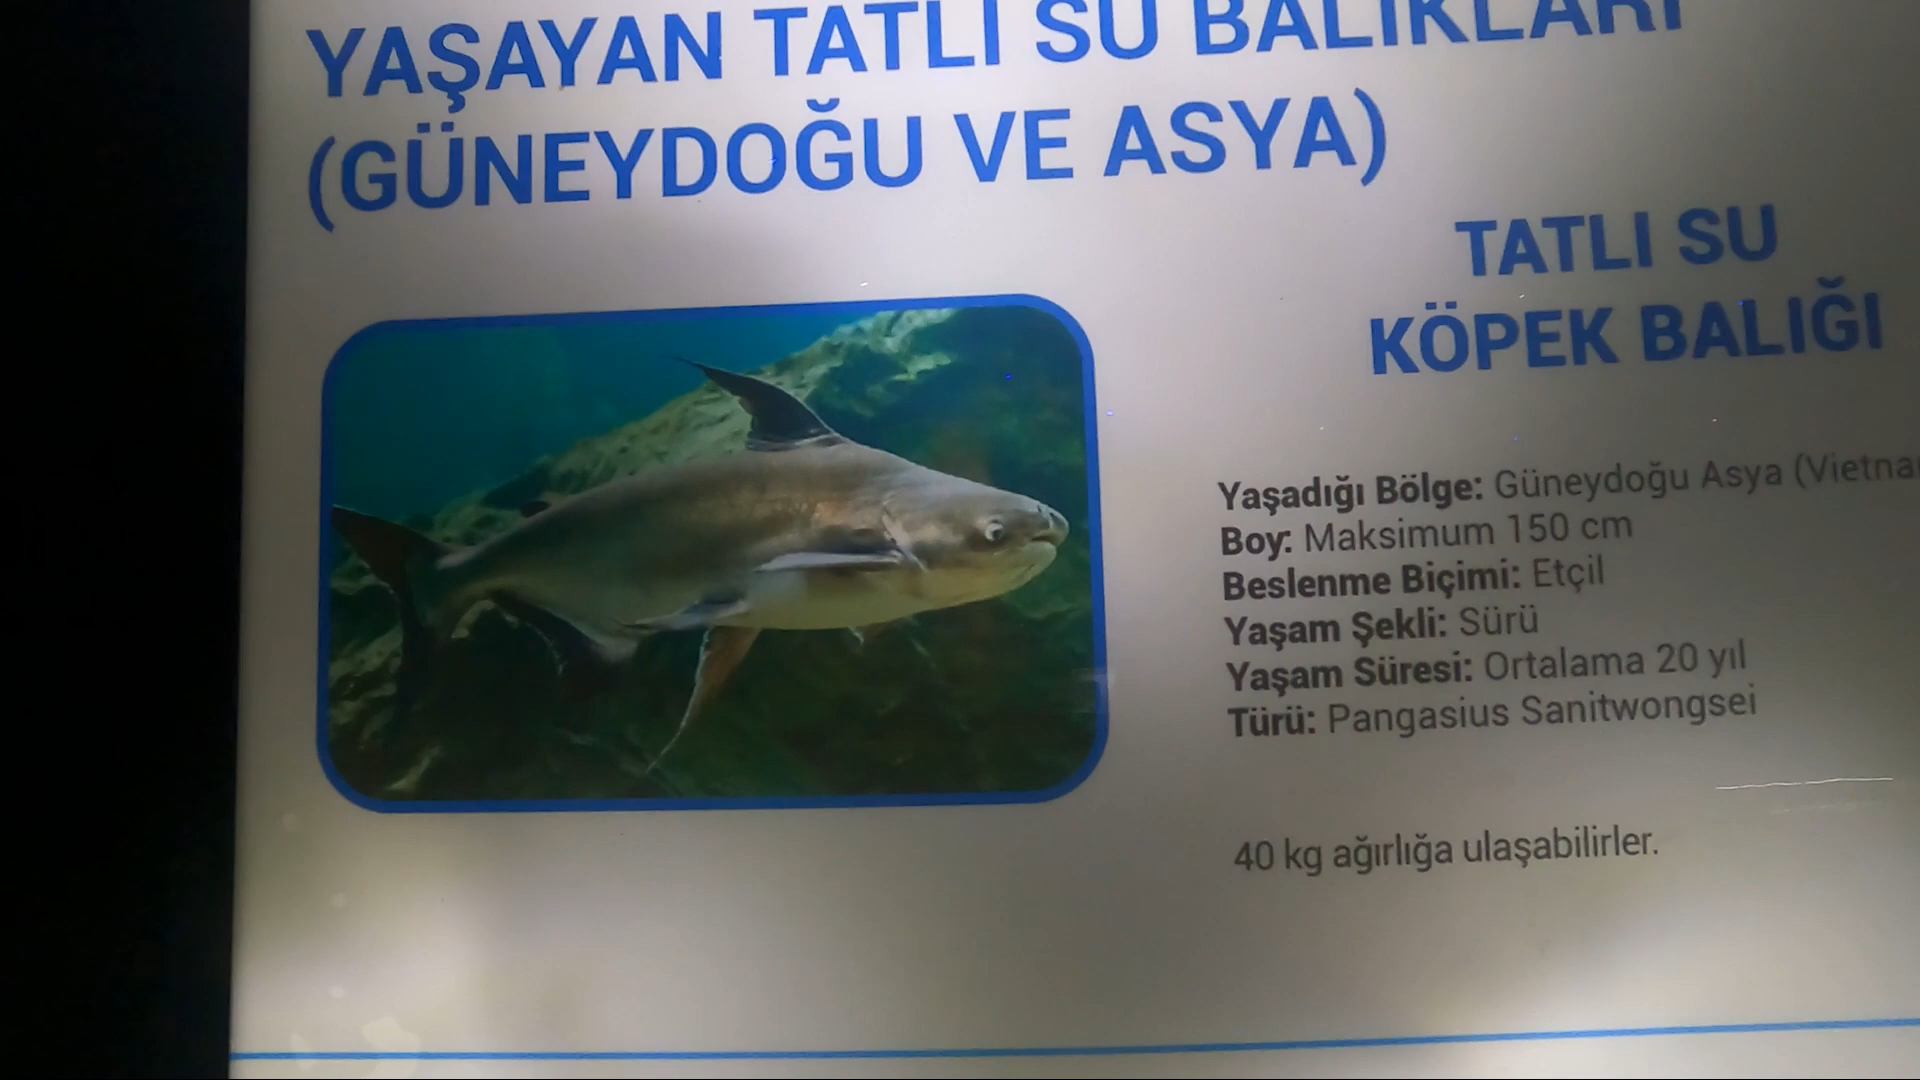 YAŞAYAN TATLI SU BALIKLARI
(GÜNEYDOĞU VE ASYA)
TATLI SU
KÖPEK BALIĞI
Yaşadığı Bölge: Güneydoğu Asya (Vietna
Boy: Maksimum 150 cm
Beslenme Biçimi: Etçil
Yaşam Şekli: Sürü
Yaşam Süresi: Ortalama 20 yıl
Türü: Pangasius Sanitwongsei
40 kg ağırlığa ulaşabilirler.